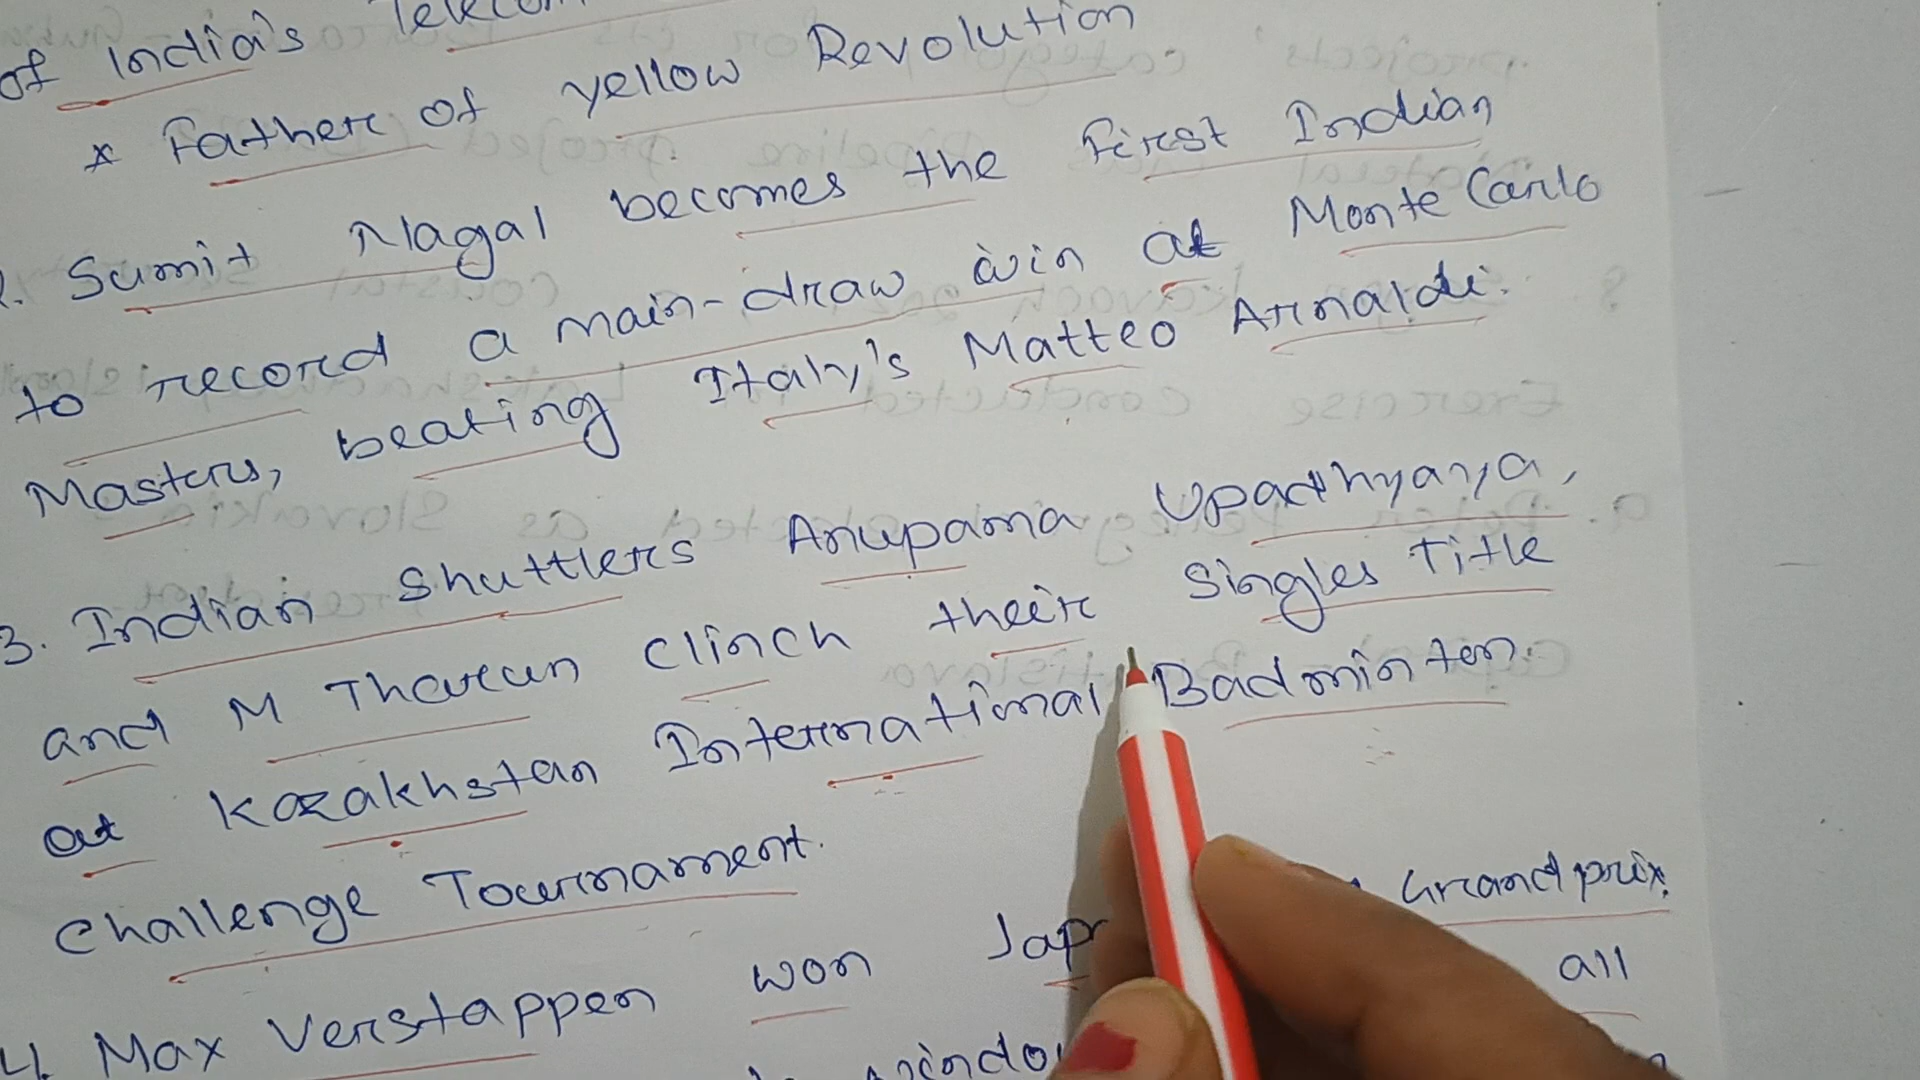 of India's Telecom
* Father of yellow Revolution
2. Sumit Nagal becomes the first Indian
to record a main-draw win at Monte Carlo
Masters, beating Italy's Matteo Arnaldi.
3. Indian Shuttlers Anupama Upadhyaya,
and M Tharun Clinch their Singles Title
at Kazakhstan International Badminton
Challenge Tournament.
4. Max Verstappen won Grand prix.
all